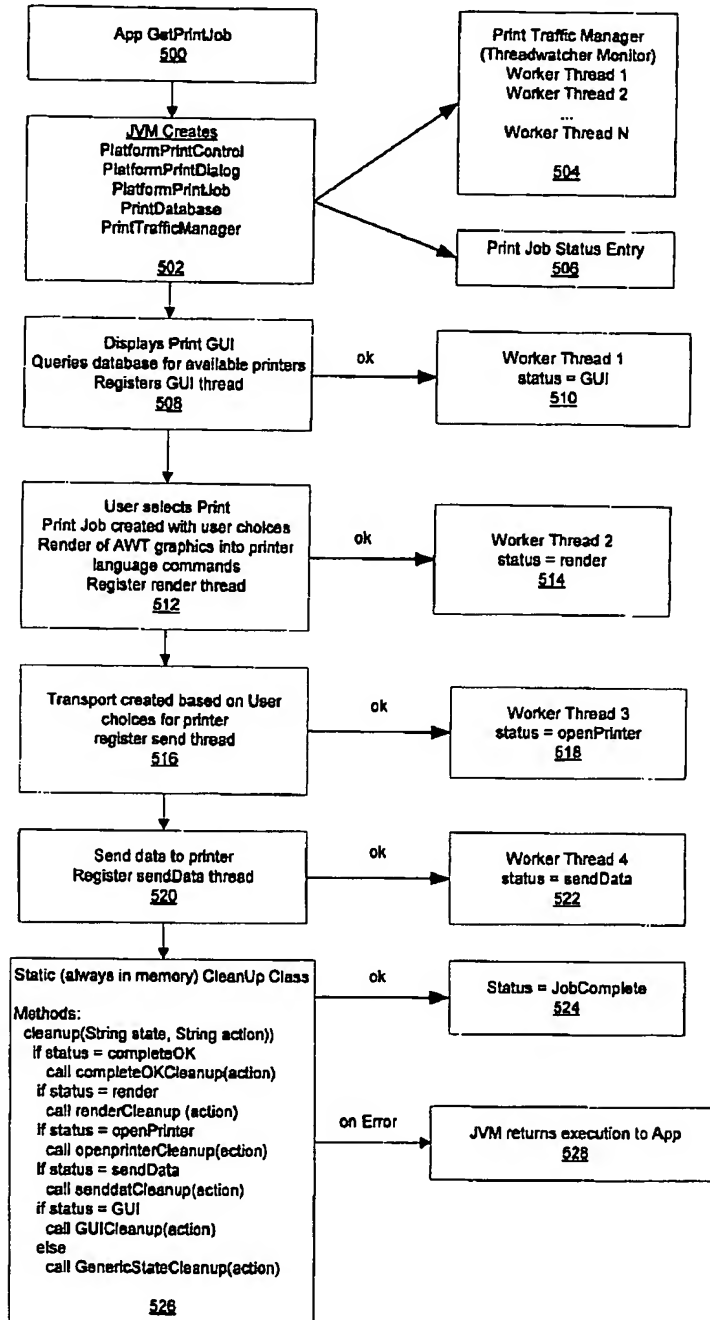 App GetPrintJob
500
Print Traffic Manager
(Threadwatcher Monitor)
Worker Thread 1
Worker Thread 2
...
Worker Thread N
504
JVM Creates
PlatformPrintControl
PlatformPrintDialog
PlatformPrintJob
PrintDatabase
PrintTrafficManager
502
Print Job Status Entry
506
Displays Print GUI
Queries database for available printers
Registers GUI thread
508
ok
Worker Thread 1
status = GUI
510
User selects Print
Print Job created with user choices
Render of AWT graphics into printer
language commands
Register render thread
512
ok
Worker Thread 2
status = render
514
Transport created based on User
choices for printer
register send thread
516
ok
Worker Thread 3
status = openPrinter
518
Send data to printer
Register sendData thread
520
ok
Worker Thread 4
status = sendData
522
Static (always in memory) CleanUp Class
Methods:
cleanup(String state, String action))
if status = completeOK
call completeOKCleanup(action)
if status = render
call renderCleanup (action)
if status = openPrinter
call openprinterCleanup(action)
if status = sendData
call senddatCleanup(action)
if status = GUI
call GUICleanup(action)
else
call GenericStateCleanup(action)
526
ok
Status = JobComplete
524
on Error
JVM returns execution to App
528